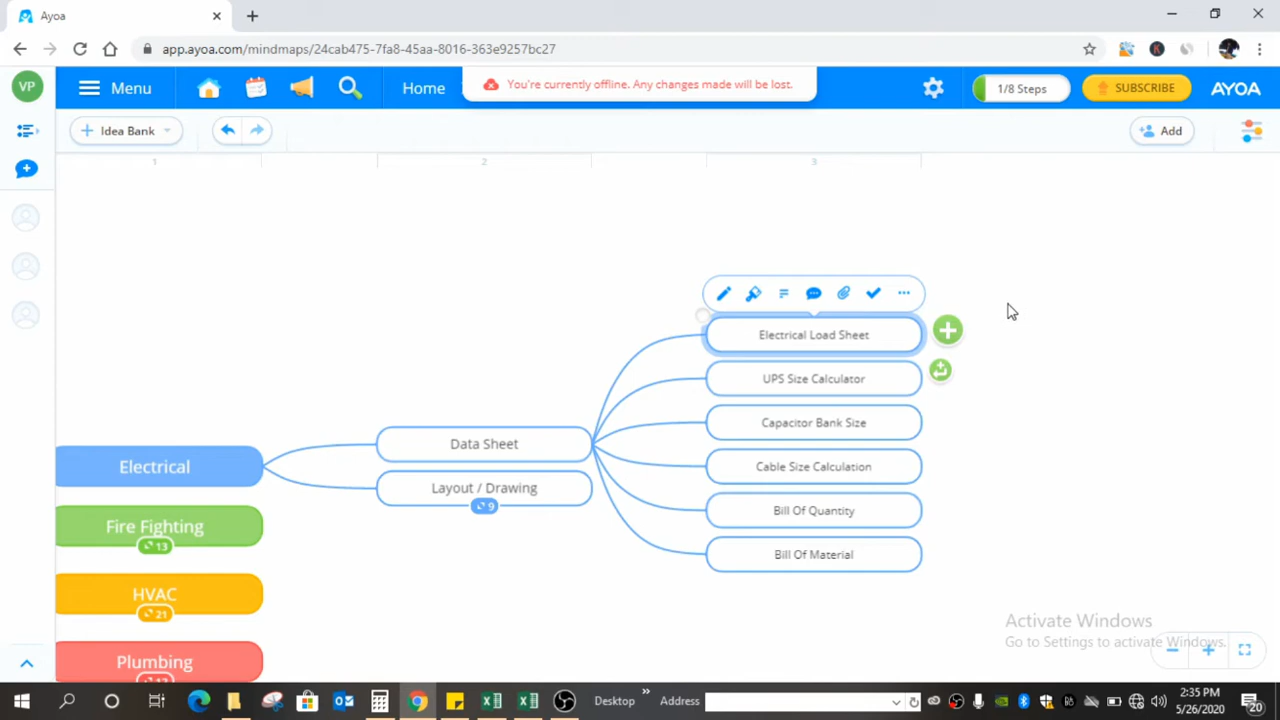 Ayoa
app.ayoa.com/mindmaps/24cab475-7fa8-45aa-8016-363e9257bc27
VP
Menu
Home
You're currently offline. Any changes made will be lost.
1/8 Steps
SUBSCRIBE
AYOA
Idea Bank
Add
1
2
3
Electrical Load Sheet
UPS Size Calculator
Capacitor Bank Size
Data Sheet
Electrical
Cable Size Calculation
Layout / Drawing
9
Bill Of Quantity
Fire Fighting
13
Bill Of Material
HVAC
21
Plumbing
Activate Windows
Go to Settings to activate Windows.
Desktop
Address
2:35 PM
5/26/2020
20